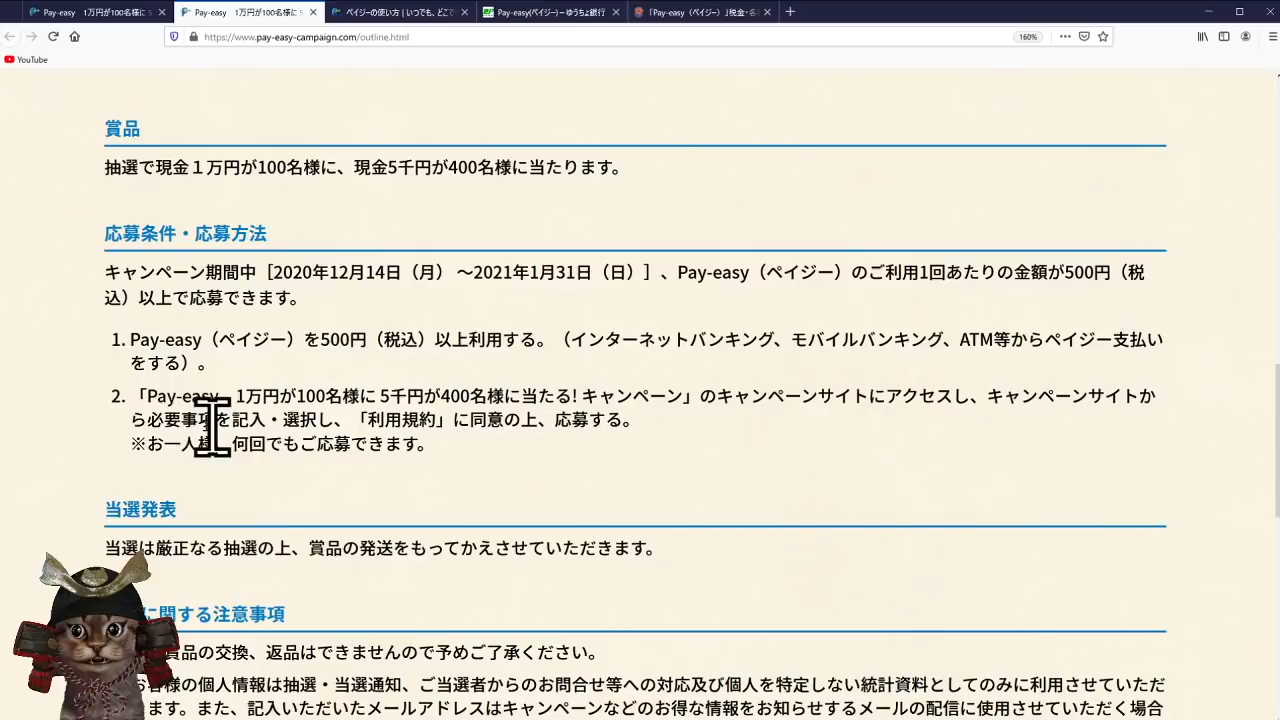 Pay-easy 1万円が100名様に 5
Pay-easy 1万円が100名様に 5
ペイジーの使い方 | いつでも、どこで
Pay-easy(ペイジー)－ゆうちょ銀行
「Pay-easy（ペイジー）」税金・各
https://www.pay-easy-campaign.com/outline.html
160%
YouTube
賞品
抽選で現金１万円が100名様に、現金5千円が400名様に当たります。
応募条件・応募方法
キャンペーン期間中［2020年12月14日（月）～2021年1月31日（日）］、Pay-easy（ペイジー）のご利用1回あたりの金額が500円（税
込）以上で応募できます。
1. Pay-easy（ペイジー）を500円（税込）以上利用する。（インターネットバンキング、モバイルバンキング、ATM等からペイジー支払い
をする）。
2. 「Pay-easy 1万円が100名様に 5千円が400名様に当たる! キャンペーン」のキャンペーンサイトにアクセスし、キャンペーンサイトか
ら必要事項を記入・選択し、「利用規約」に同意の上、応募する。
※お一人様 何回でもご応募できます。
当選発表
当選は厳正なる抽選の上、賞品の発送をもってかえさせていただきます。
に関する注意事項
賞品の交換、返品はできませんので予めご了承ください。
お客様の個人情報は抽選・当選通知、ご当選者からのお問合せ等への対応及び個人を特定しない統計資料としてのみに利用させていただ
ます。また、記入いただいたメールアドレスはキャンペーンなどのお得な情報をお知らせするメールの配信に使用させていただく場合